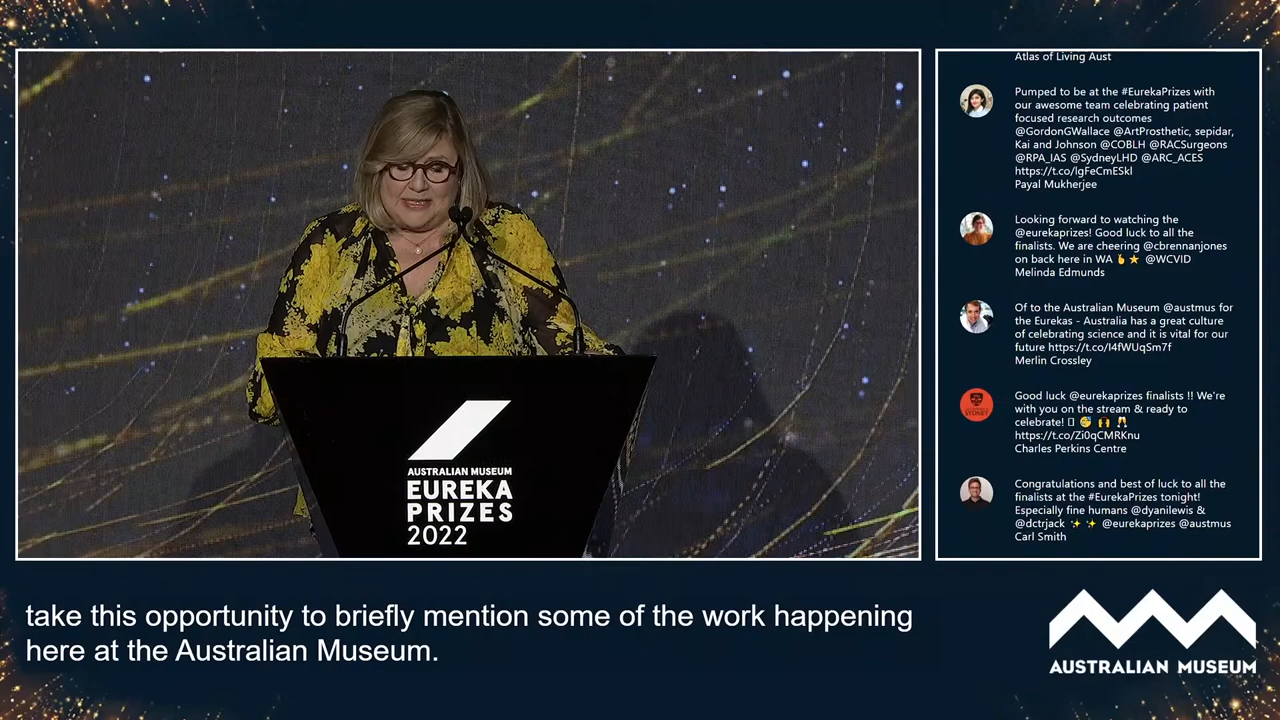 AUSTRALIAN MUSEUM
EUREKA
PRIZES
2022
Atlas of Living Aust
Pumped to be at the #EurekaPrizes with
our awesome team celebrating patient
focused research outcomes
@GordonGWallace @ArtProsthetic, sepidar,
Kai and Johnson @COBLH @RACSurgeons
@RPA_IAS @SydneyLHD @ARC_ACES
https://t.co/lgFeCmESkl
Payal Mukherjee
Looking forward to watching the
@eurekaprizes! Good luck to all the
finalists. We are cheering @cbrennanjones
on back here in WA 🤞⭐ @WCVID
Melinda Edmunds
Of to the Australian Museum @austmus for
the Eurekas - Australia has a great culture
of celebrating science and it is vital for our
future https://t.co/I4fWUqSm7f
Merlin Crossley
Good luck @eurekaprizes finalists !! We're
with you on the stream & ready to
celebrate! 🥳 🙌 🥂
https://t.co/Zi0qCMRKnu
Charles Perkins Centre
Congratulations and best of luck to all the
finalists at the #EurekaPrizes tonight!
Especially fine humans @dyanilewis &
@dctrjack ✨ ✨ @eurekaprizes @austmus
Carl Smith
take this opportunity to briefly mention some of the work happening
here at the Australian Museum.
AUSTRALIAN MUSEUM